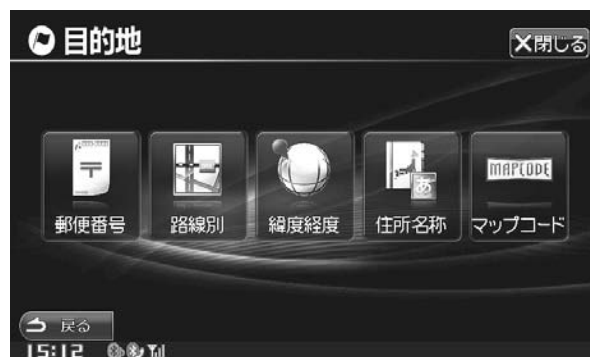 目的地
×閉じる
〒
あ
MAPCODE
郵便番号 路線別 緯度経度 住所名称 マップコード
戻る
15:12